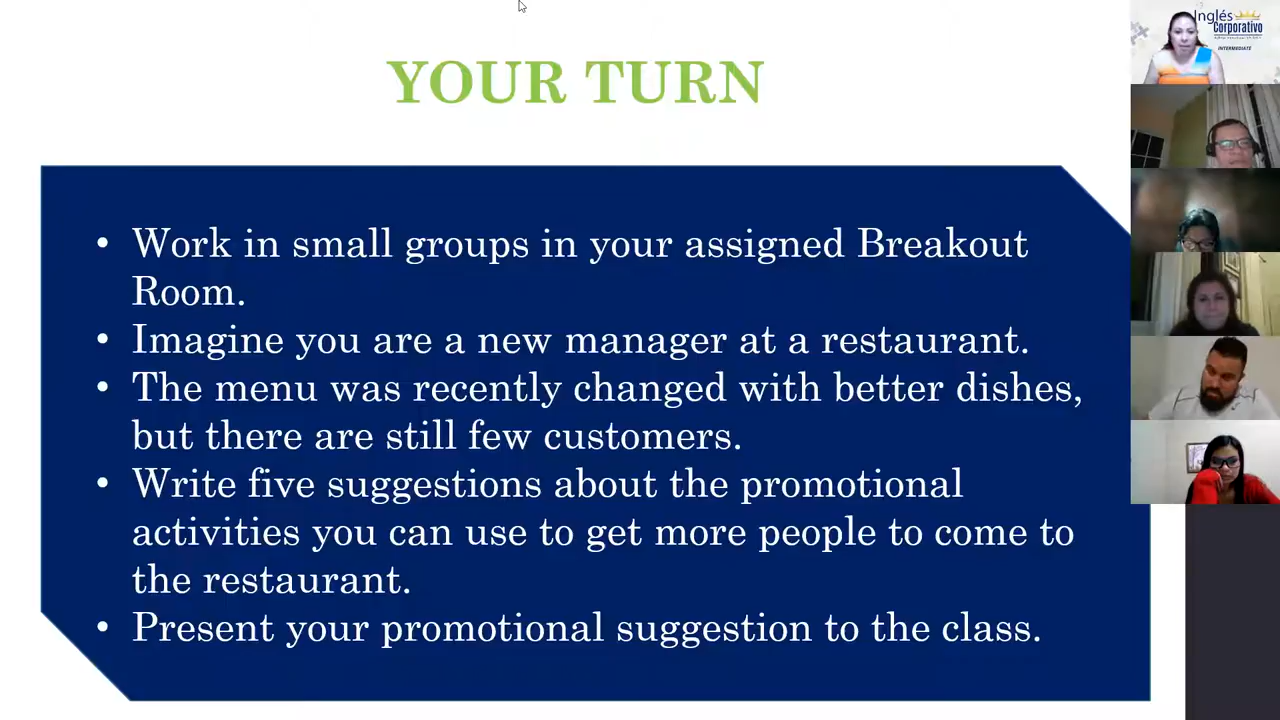 YOUR TURN
• Work in small groups in your assigned Breakout
Room.
• Imagine you are a new manager at a restaurant.
• The menu was recently changed with better dishes,
but there are still few customers.
• Write five suggestions about the promotional
activities you can use to get more people to come to
the restaurant.
• Present your promotional suggestion to the class.
Inglés
Corporativo
INTERMEDIATE